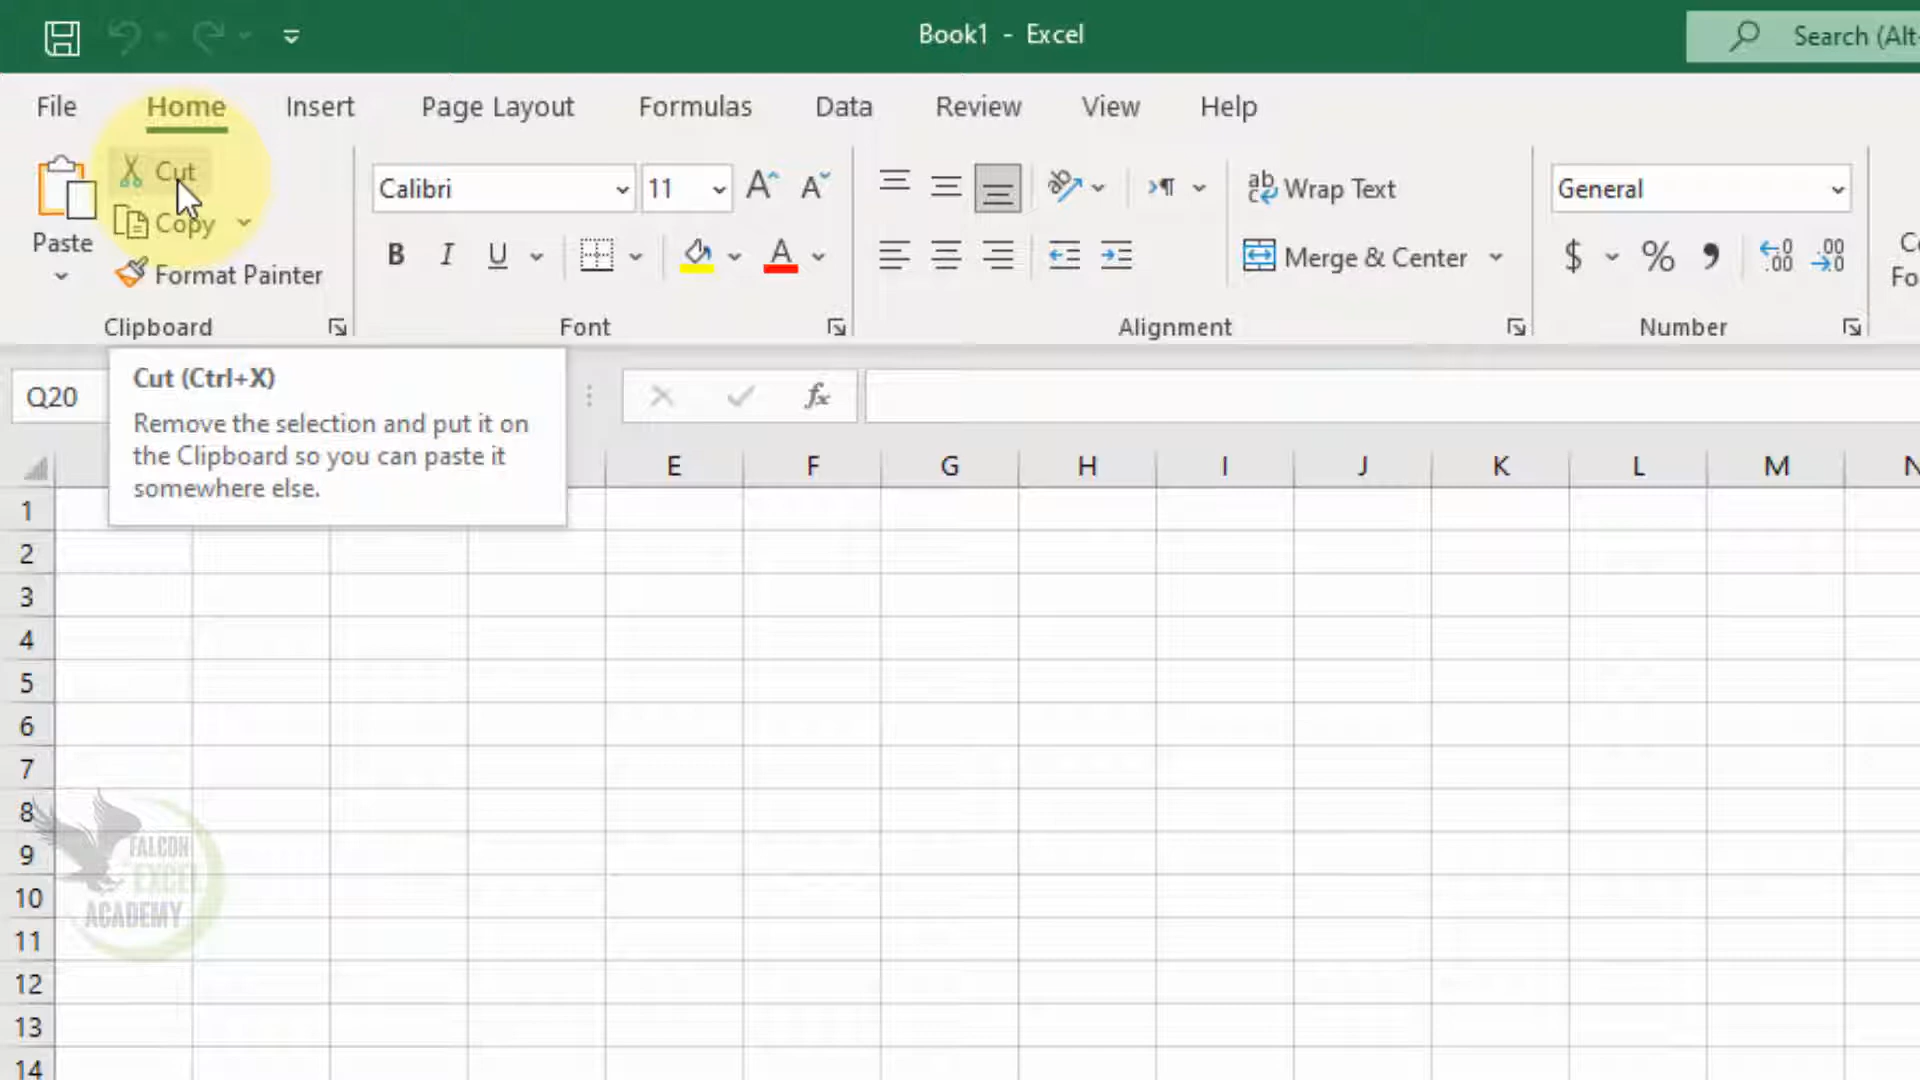 Book1 - Excel
Search (Alt-
File Home Insert Page Layout Formulas Data Review View Help
Cut
Copy
Paste
Format Painter
Clipboard
Calibri 11
B I U
Font
Wrap Text
Merge & Center
Alignment
General
$ %
Number
Q20
fx
Cut (Ctrl+X)
Remove the selection and put it on
the Clipboard so you can paste it
somewhere else.
E F G H I J K L M N
1
2
3
4
5
6
7
8
9
10
11
12
13
14
FALCON
EXCEL
ACADEMY